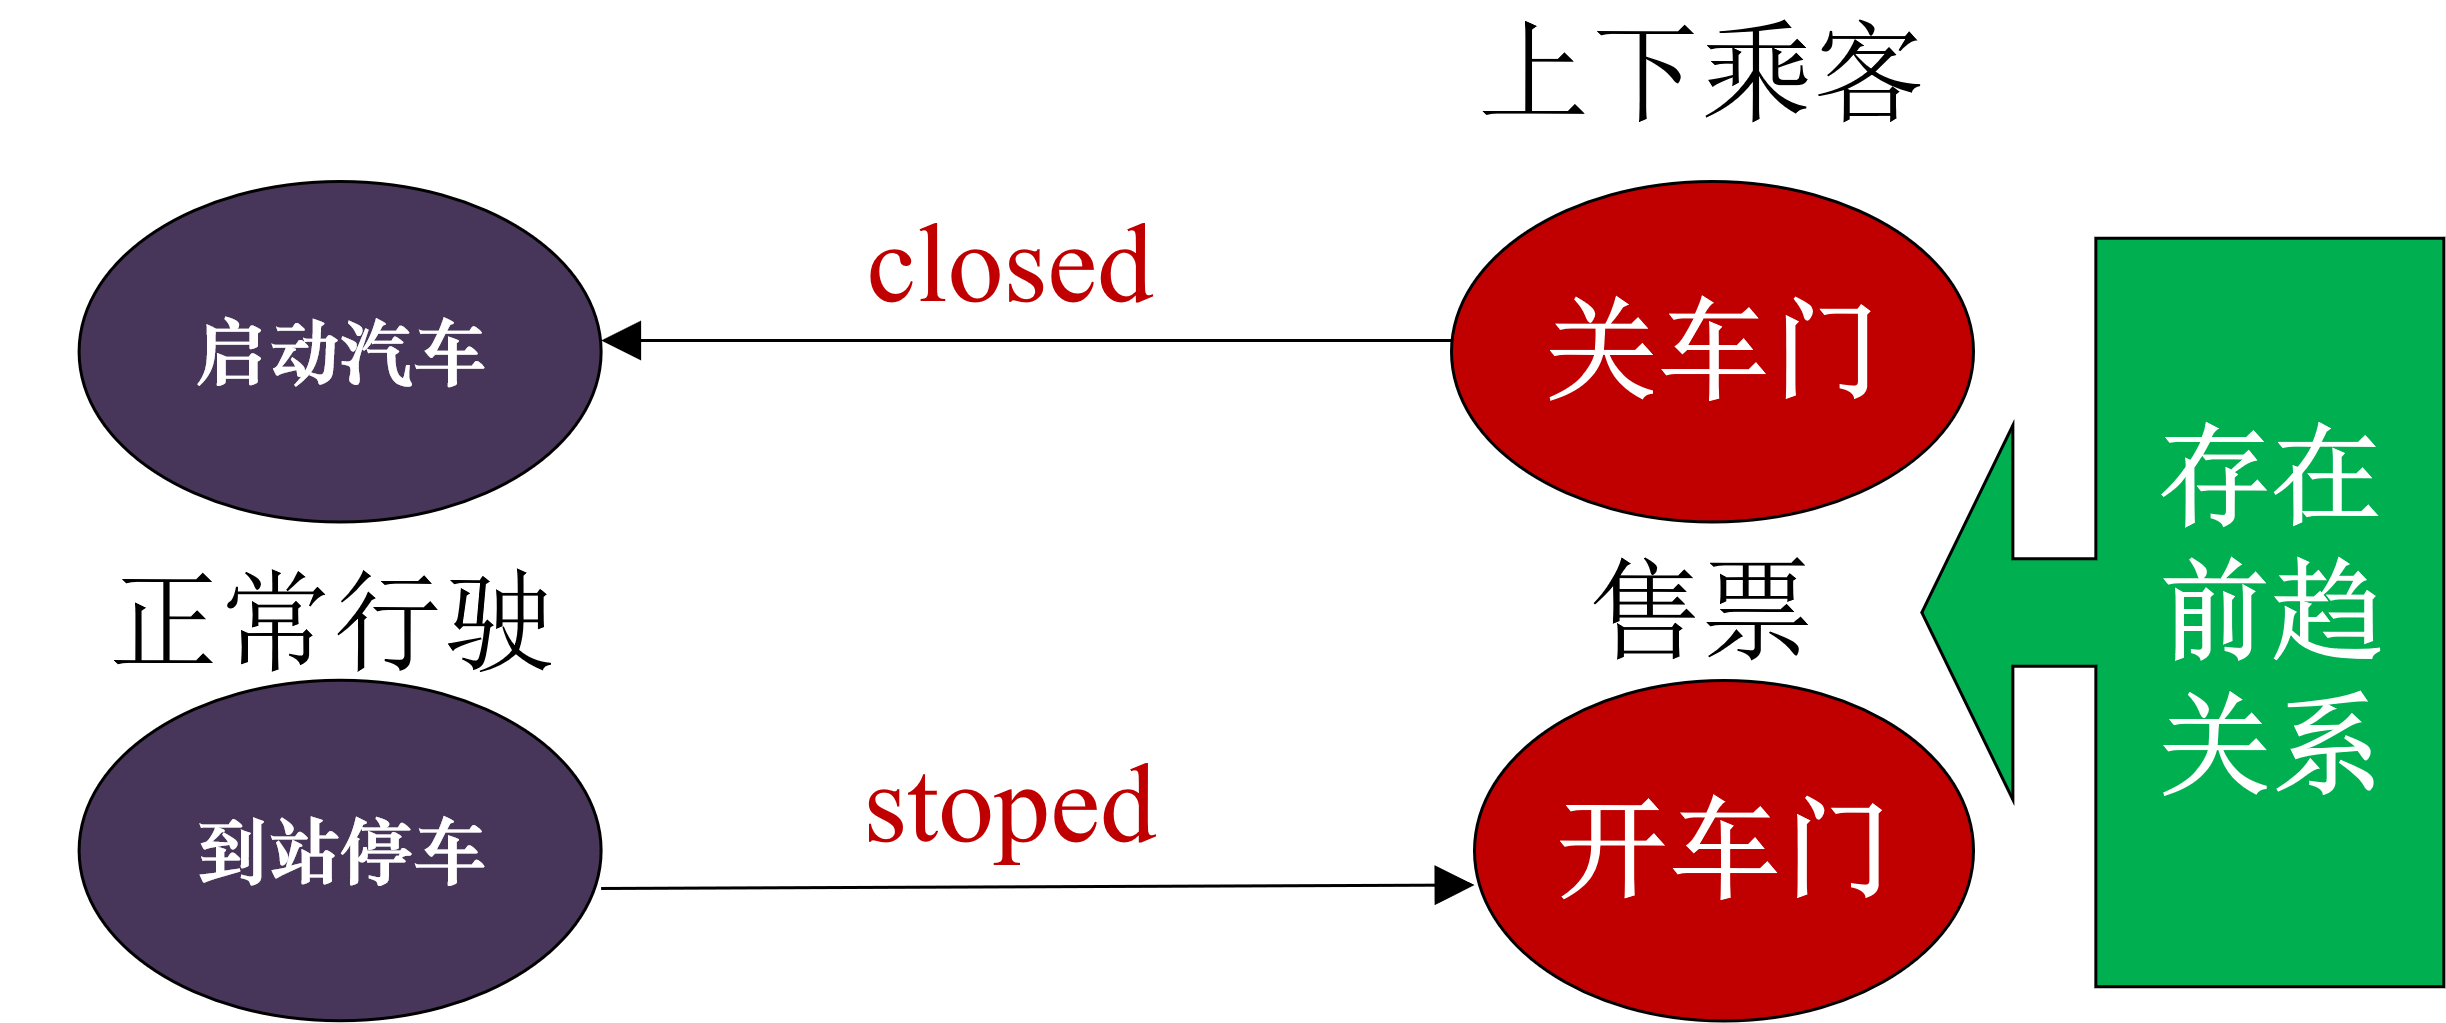 上下乘客
closed
启动汽车
关车门
存在
前趋
关系
正常行驶
售票
stoped
到站停车
开车门